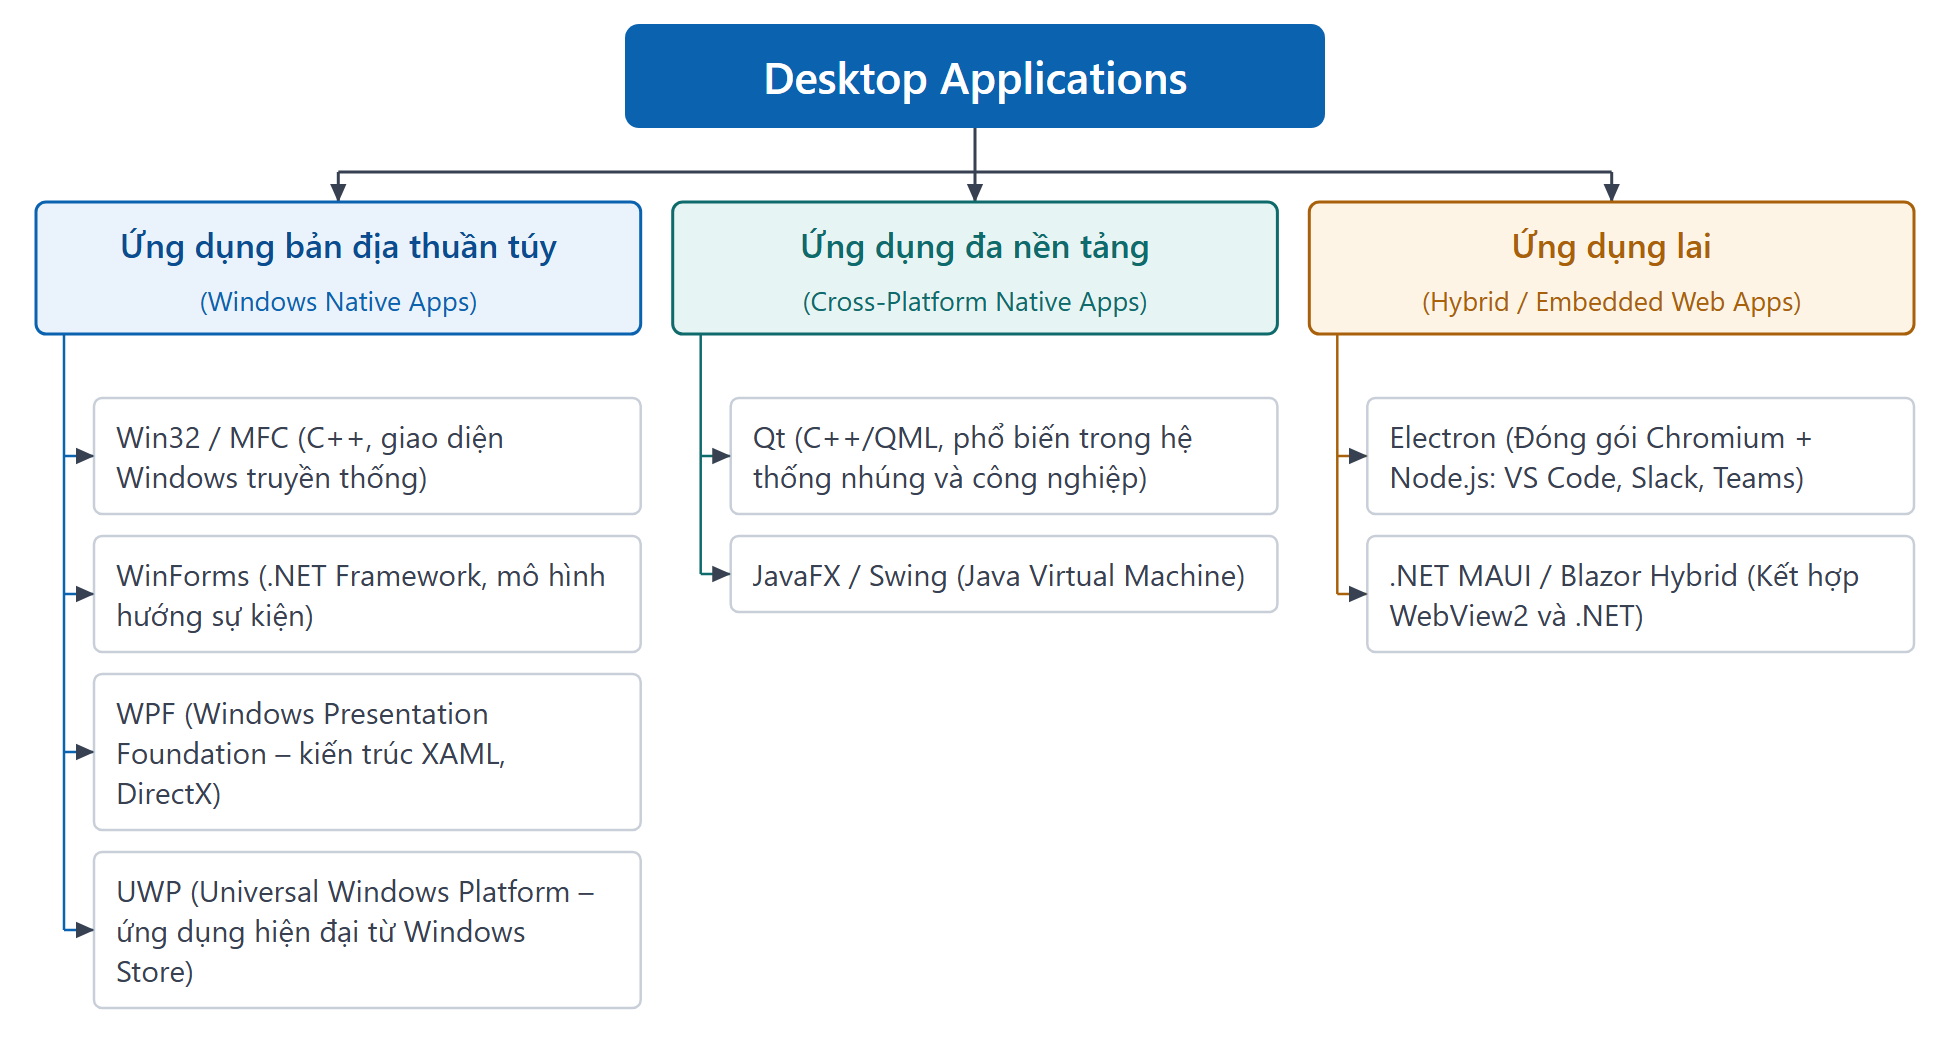 Desktop Applications
Ứng dụng bản địa thuần túy
(Windows Native Apps)
Win32 / MFC (C++, giao diện
Windows truyền thống)
WinForms (.NET Framework, mô hình
hướng sự kiện)
WPF (Windows Presentation
Foundation – kiến trúc XAML,
DirectX)
UWP (Universal Windows Platform –
ứng dụng hiện đại từ Windows
Store)
Ứng dụng đa nền tảng
(Cross-Platform Native Apps)
Qt (C++/QML, phổ biến trong hệ
thống nhúng và công nghiệp)
JavaFX / Swing (Java Virtual Machine)
Ứng dụng lai
(Hybrid / Embedded Web Apps)
Electron (Đóng gói Chromium +
Node.js: VS Code, Slack, Teams)
.NET MAUI / Blazor Hybrid (Kết hợp
WebView2 và .NET)